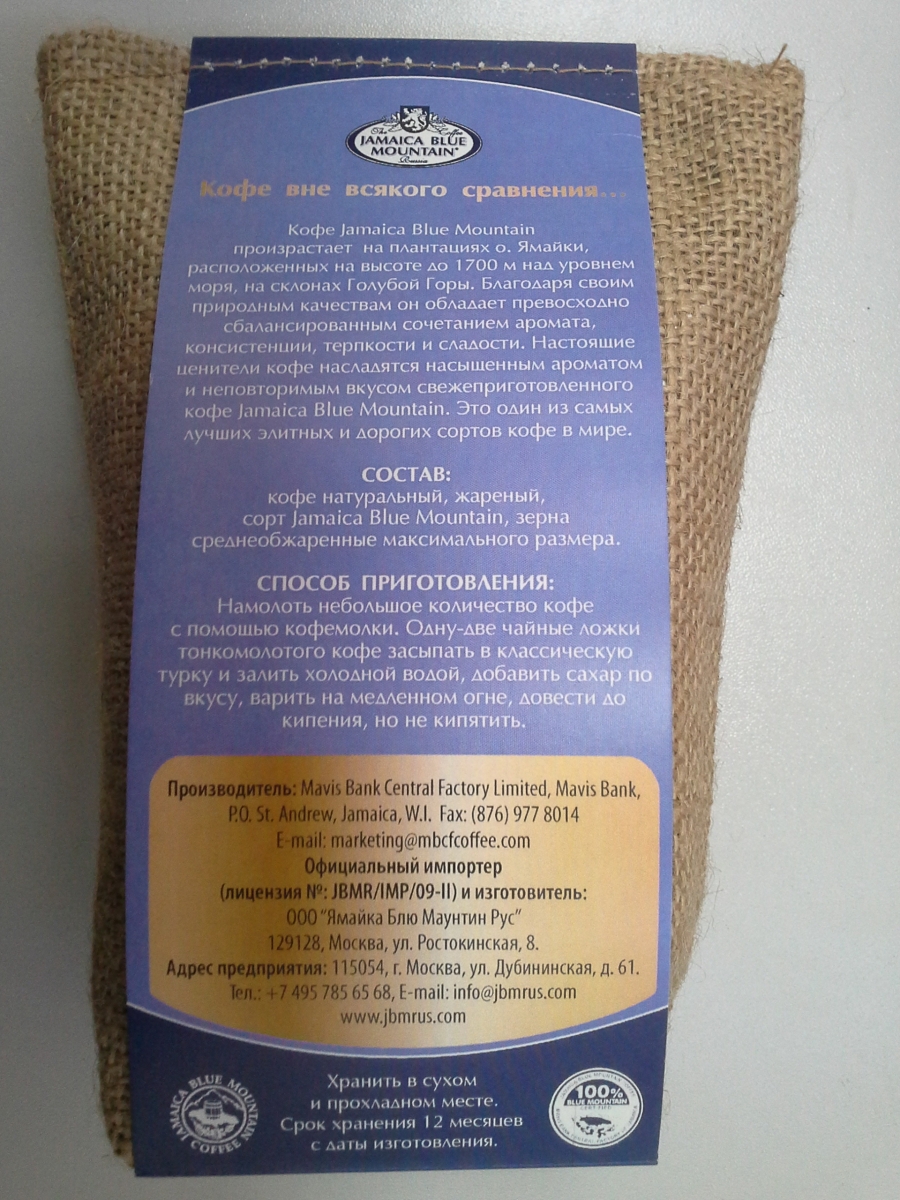 The Coffee
JAMAICA BLUE
MOUNTAIN
Russia
Кофе вне всякого сравнения...
Кофе Jamaica Blue Mountain
произрастает на плантациях о. Ямайки,
расположенных на высоте до 1700 м над уровнем
моря, на склонах Голубой Горы. Благодаря своим
природным качествам он обладает превосходно
сбалансированным сочетанием аромата,
консистенции, терпкости и сладости. Настоящие
ценители кофе насладятся насыщенным ароматом
и неповторимым вкусом свежеприготовленного
кофе Jamaica Blue Mountain. Это один из самых
лучших элитных и дорогих сортов кофе в мире.
СОСТАВ:
кофе натуральный, жареный,
сорт Jamaica Blue Mountain, зерна
среднеобжаренные максимального размера.
СПОСОБ ПРИГОТОВЛЕНИЯ:
Намолоть небольшое количество кофе
с помощью кофемолки. Одну-две чайные ложки
тонкомолотого кофе засыпать в классическую
турку и залить холодной водой, добавить сахар по
вкусу, варить на медленном огне, довести до
кипения, но не кипятить.
Производитель: Mavis Bank Central Factory Limited, Mavis Bank,
P.O. St. Andrew, Jamaica, W.I. Fax: (876) 977 8014
E-mail: marketing@mbcfcoffee.com
Официальный импортер
(лицензия №: JBMR/IMP/09-II) и изготовитель:
ООО "Ямайка Блю Маунтин Рус"
129128, Москва, ул. Ростокинская, 8.
Адрес предприятия: 115054, г. Москва, ул. Дубининская, д. 61.
Тел.: +7 495 785 65 68, E-mail: info@jbmrus.com
www.jbmrus.com
JAMAICA BLUE MOUNTAIN
COFFEE
Хранить в сухом
и прохладном месте.
Срок хранения 12 месяцев
с даты изготовления.
100%
BLUE MOUNTAIN